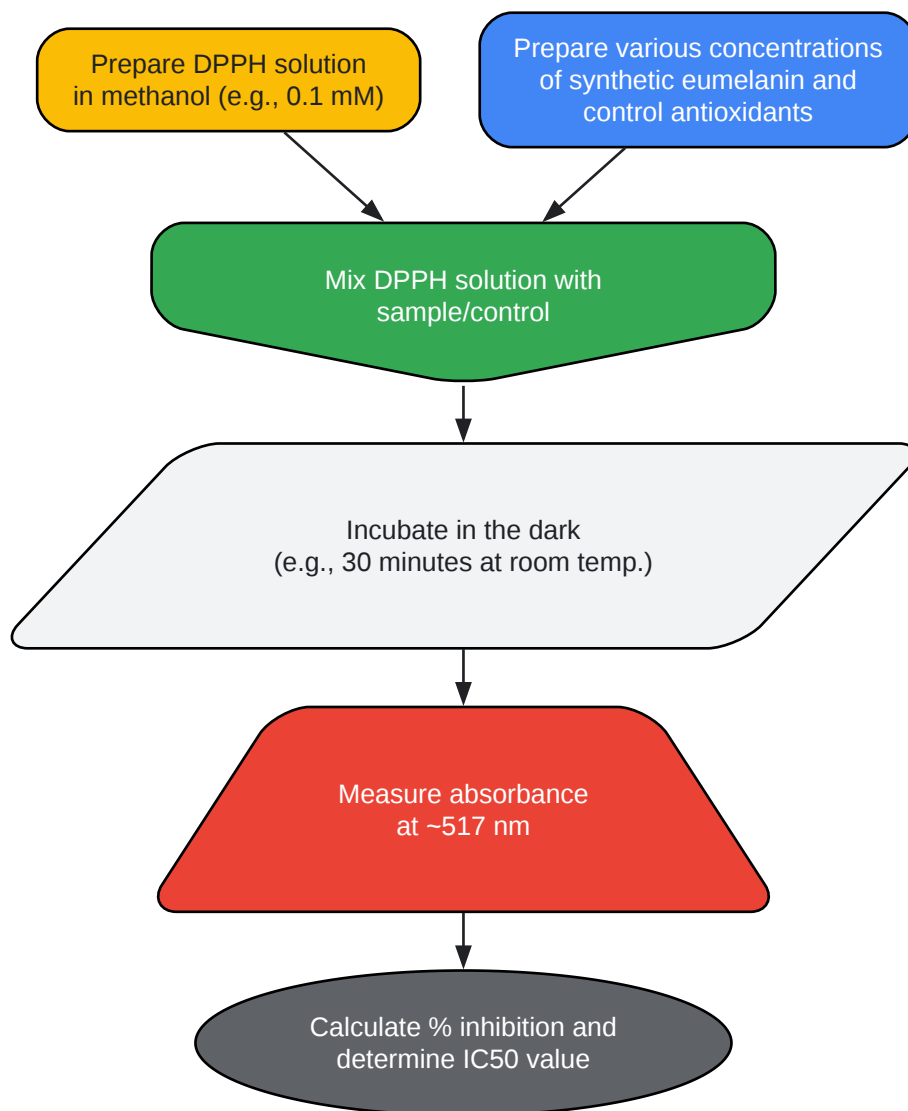 Prepare DPPH solution
in methanol (e.g., 0.1 mM)
Prepare various concentrations
of synthetic eumelanin and
control antioxidants
Mix DPPH solution with
sample/control
Incubate in the dark
(e.g., 30 minutes at room temp.)
Measure absorbance
at ~517 nm
Calculate % inhibition and
determine IC50 value